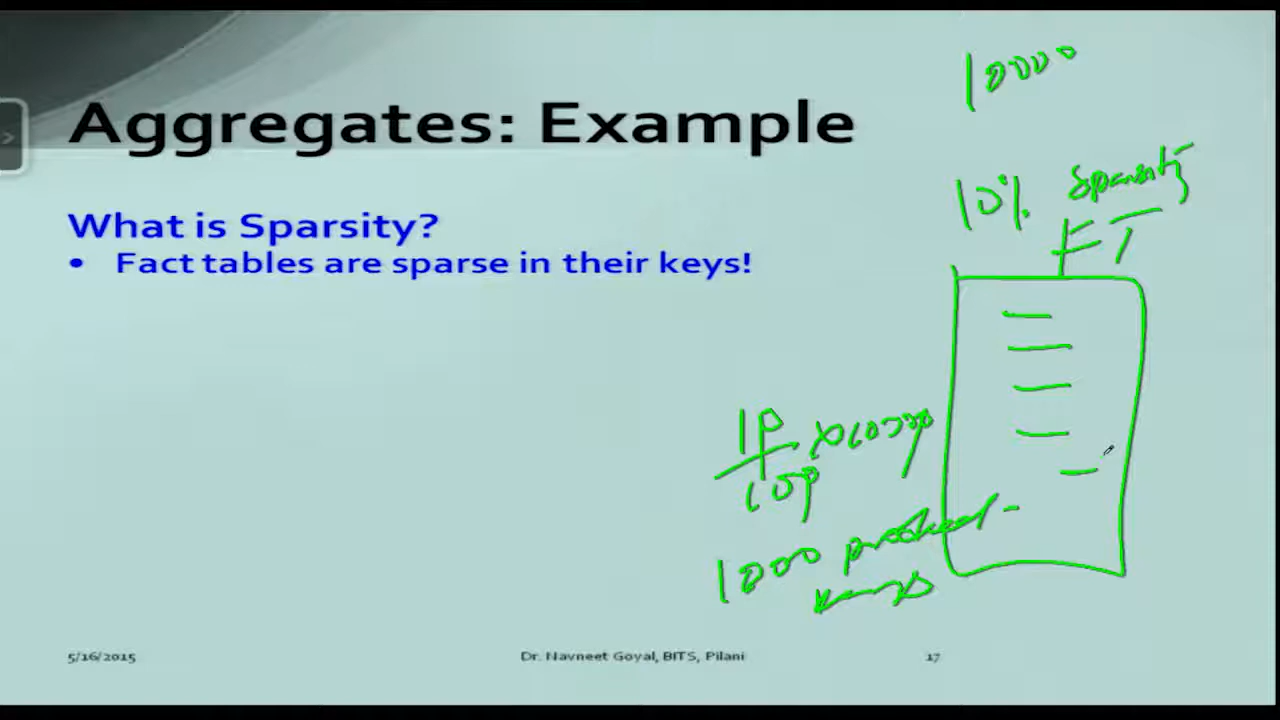 10000
Aggregates: Example
10% Sparsity
What is Sparsity?
FT
• Fact tables are sparse in their keys!
10
100
1000 product
keys
5/16/2015
Dr. Navneet Goyal, BITS, Pilani
17